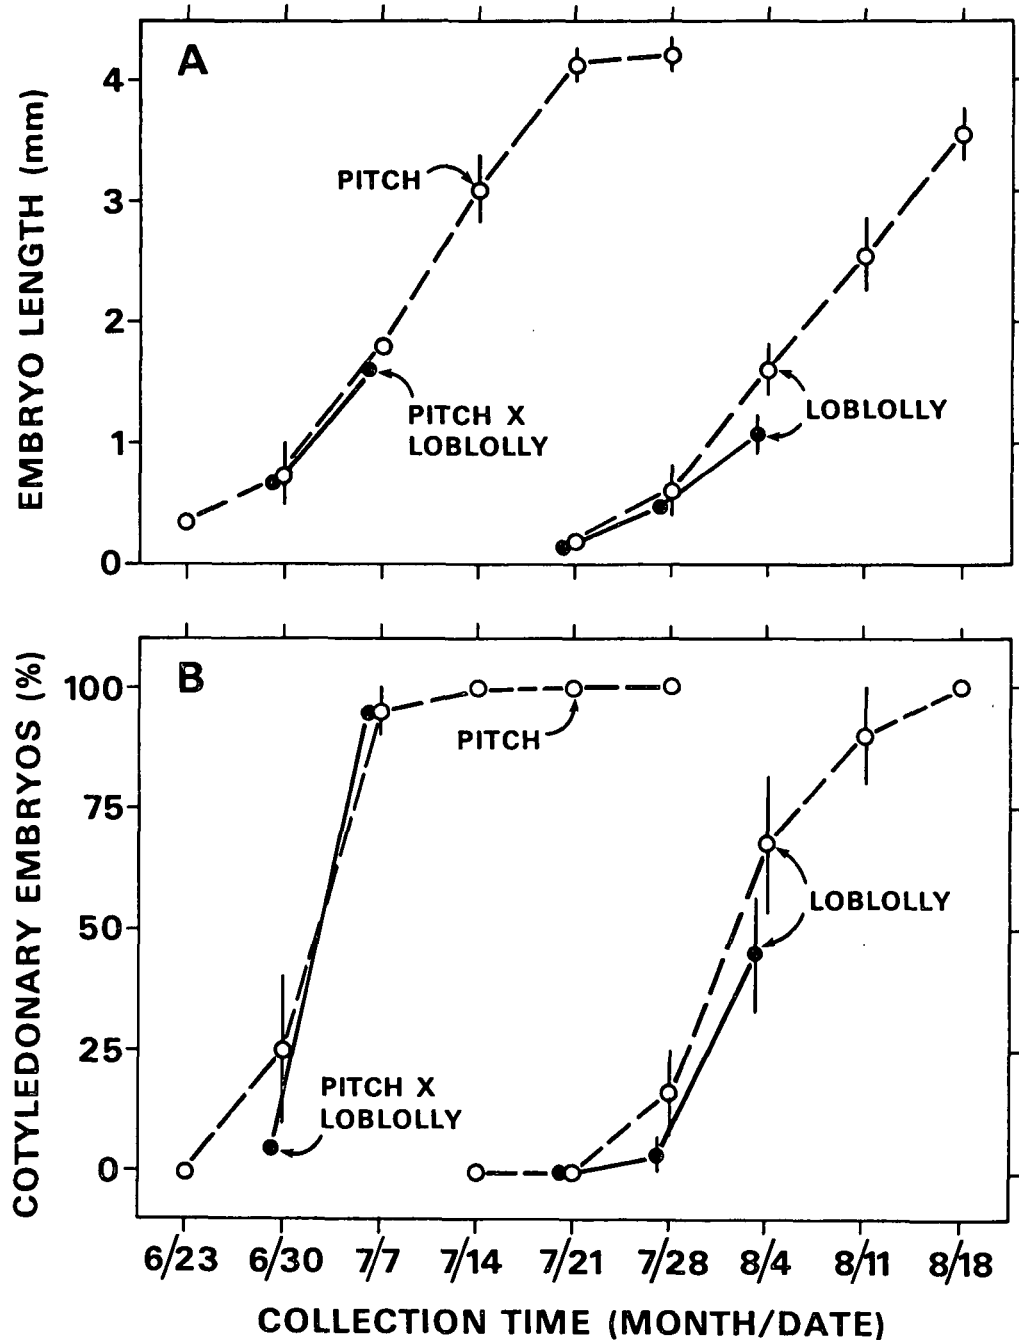 A
EMBRYO LENGTH (mm)
4
3
2
1
0
PITCH
PITCH X
LOBLOLLY
LOBLOLLY
B
COTYLEDONARY EMBRYOS (%)
100
75
50
25
0
PITCH
LOBLOLLY
PITCH X
LOBLOLLY
6/23 6/30 7/7 7/14 7/21 7/28 8/4 8/11 8/18
COLLECTION TIME (MONTH/DATE)